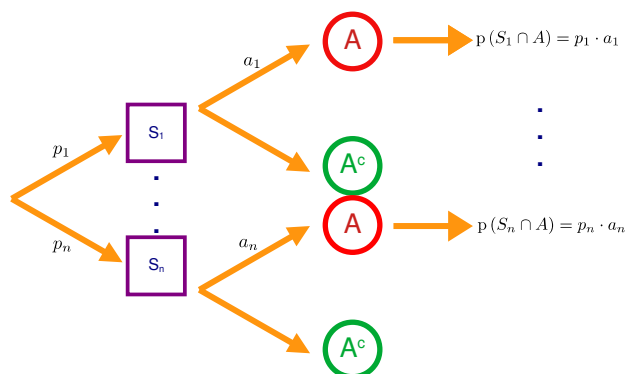 A
a₁
p (S₁ ∩ A) = p₁ · a₁
S₁
p₁
Aᶜ
A
aₙ
p (Sₙ ∩ A) = pₙ · aₙ
pₙ
Sₙ
Aᶜ